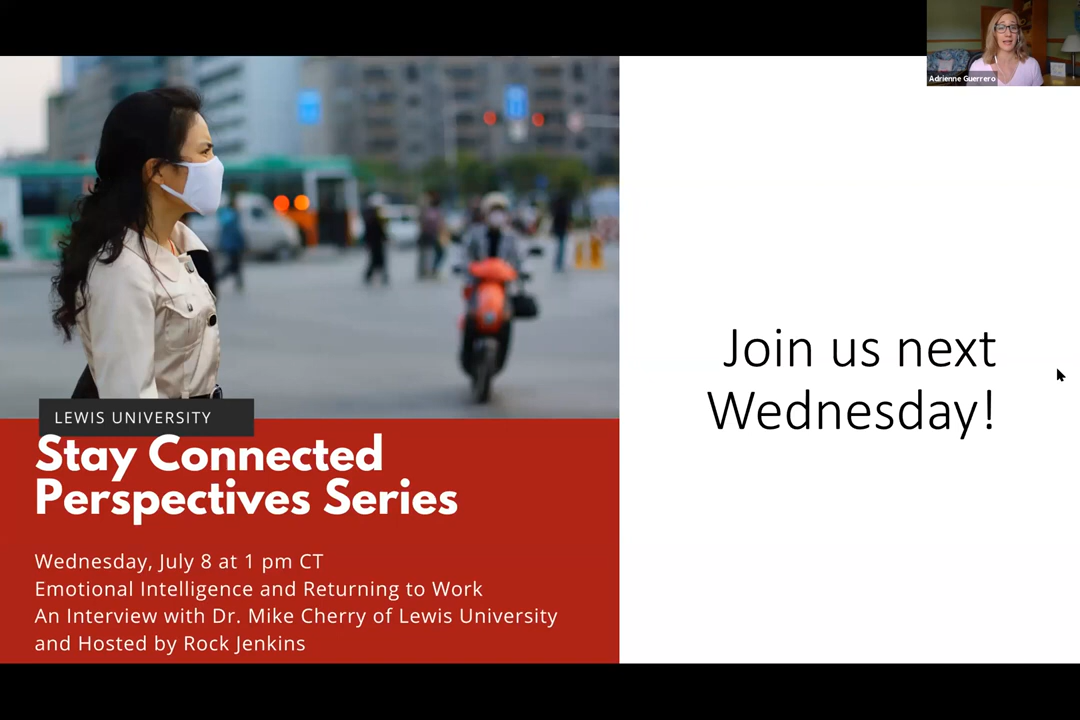 Adrienne Guerrero
LEWIS UNIVERSITY
Stay Connected
Perspectives Series
Wednesday, July 8 at 1 pm CT
Emotional Intelligence and Returning to Work
An Interview with Dr. Mike Cherry of Lewis University
and Hosted by Rock Jenkins
Join us next
Wednesday!